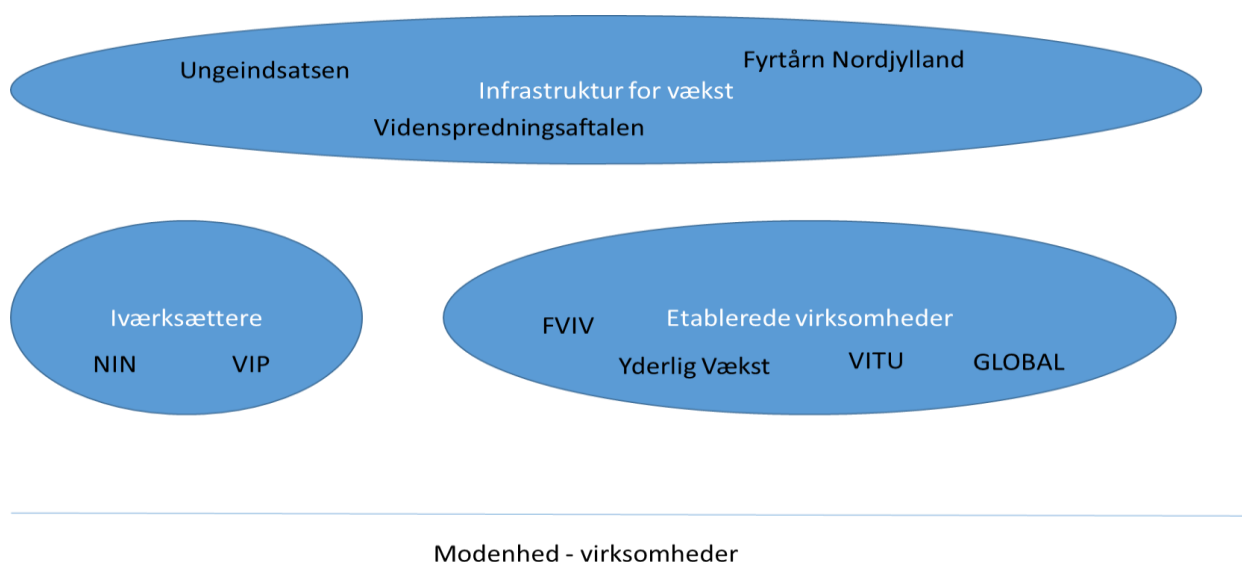 Ungeindsatsen
Fyrtårn Nordjylland
Infrastruktur for vækst
Videnspredningsaftalen
Iværksættere
NIN
VIP
FVIV
Etablerede virksomheder
Yderlig Vækst
VITU
GLOBAL
Modenhed - virksomheder